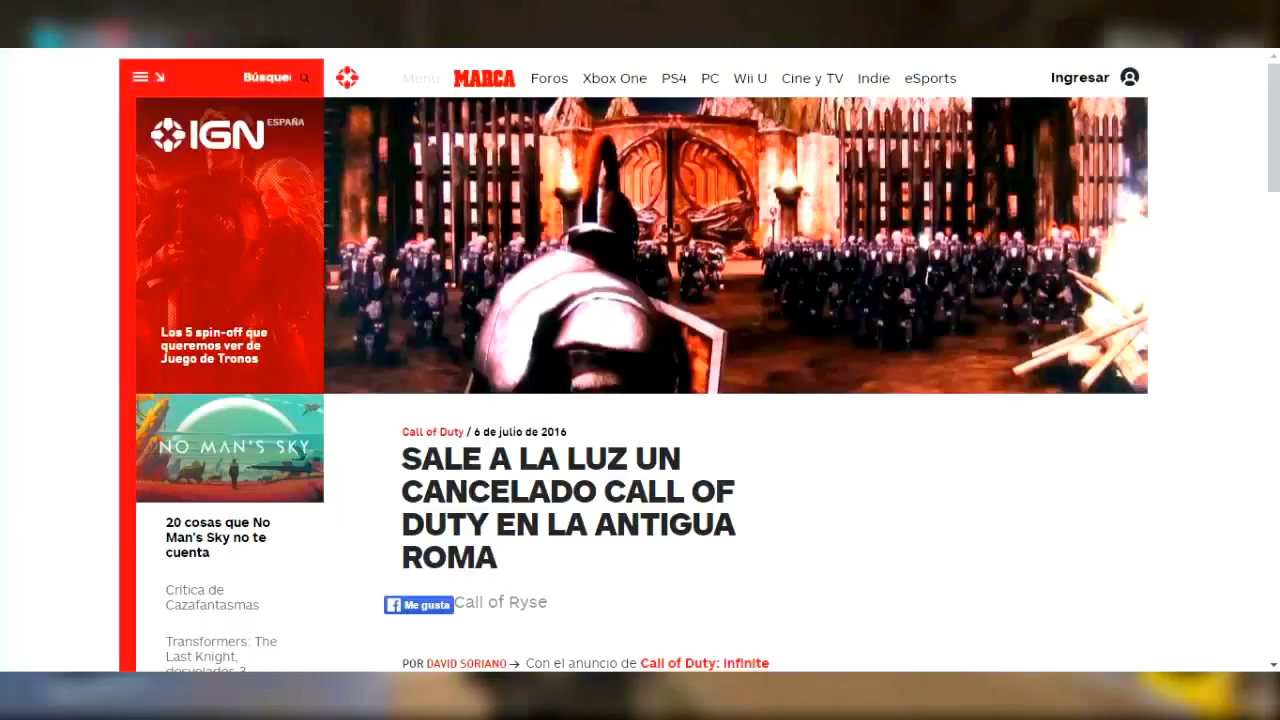 Búsque
Menu MARCA Foros Xbox One PS4 PC Wii U Cine y TV Indie eSports
Ingresar
IGN ESPAÑA
Los 5 spin-off que
queremos ver de
Juego de Tronos
NO MAN'S SKY
20 cosas que No
Man's Sky no te
cuenta
Crítica de
Cazafantasmas
Transformers: The
Last Knight,
desvelados 3
Call of Duty / 6 de julio de 2016
SALE A LA LUZ UN
CANCELADO CALL OF
DUTY EN LA ANTIGUA
ROMA
Me gusta Call of Ryse
POR DAVID SORIANO → Con el anuncio de Call of Duty: Infinite